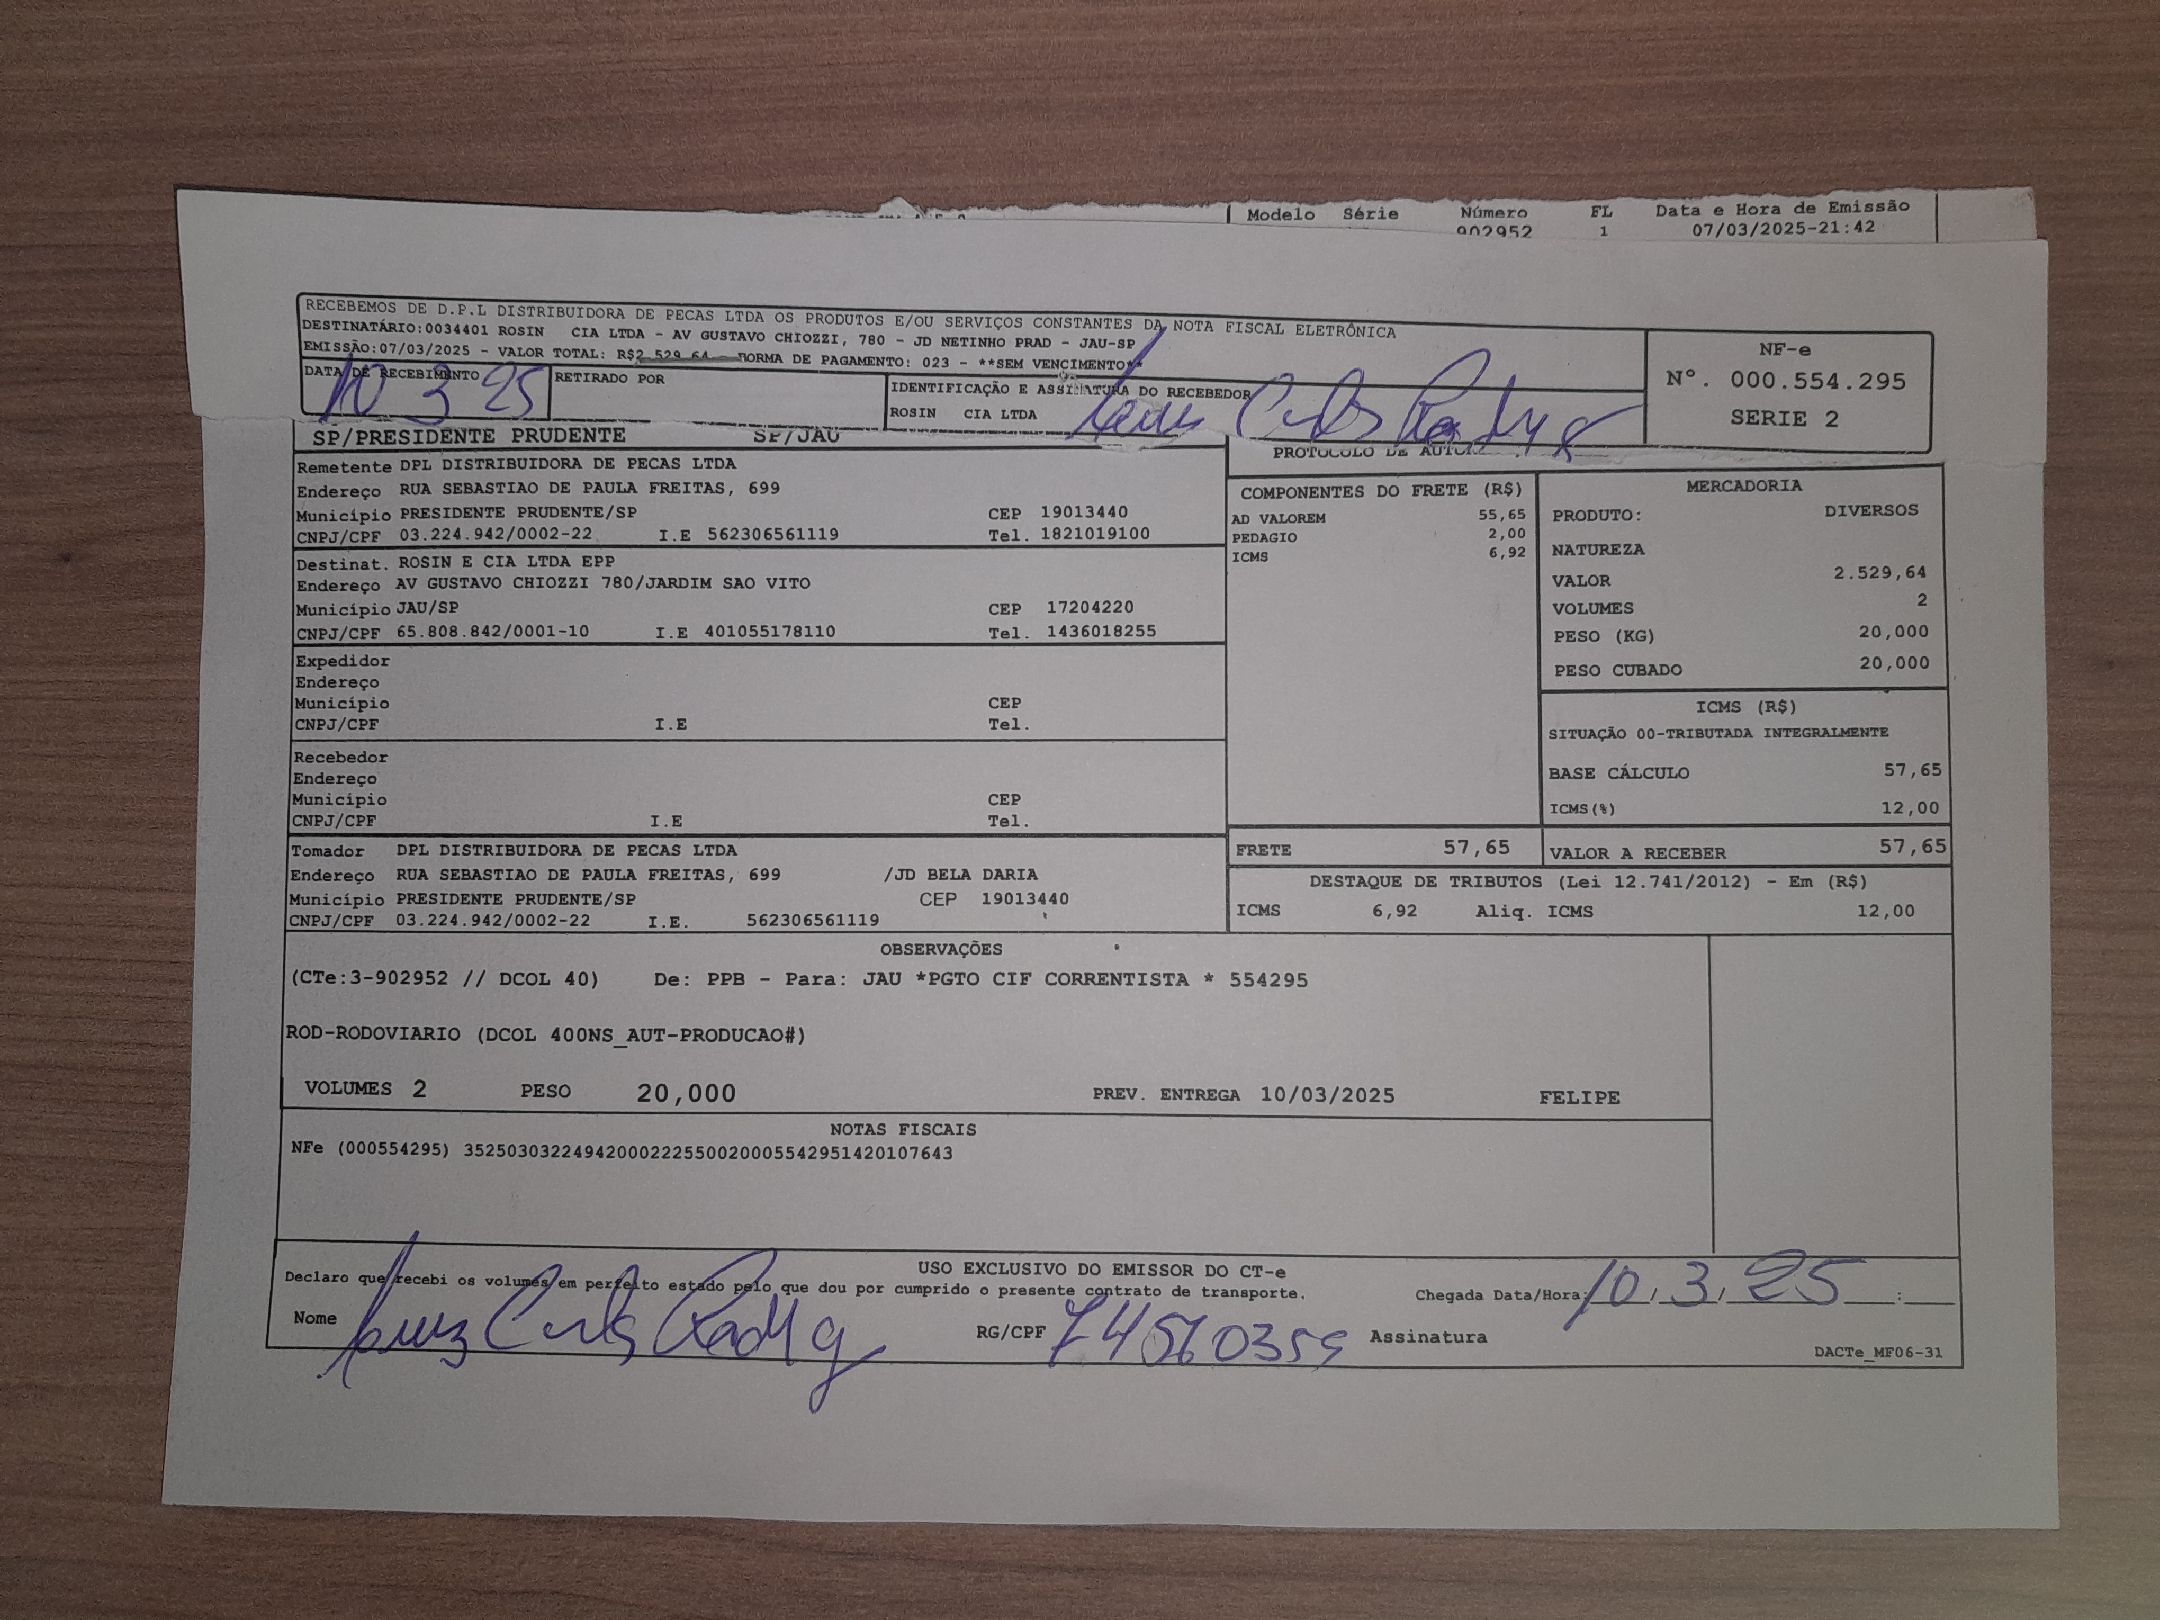 Modelo Série Número FL Data e Hora de Emissão
902952 1 07/03/2025-21:42
RECEBEMOS DE D.P.L DISTRIBUIDORA DE PECAS LTDA OS PRODUTOS E/OU SERVIÇOS CONSTANTES DA NOTA FISCAL ELETRÔNICA
DESTINATÁRIO:0034401 ROSIN CIA LTDA - AV GUSTAVO CHIOZZI, 780 - JD NETINHO PRAD - JAU-SP
EMISSÃO:07/03/2025 - VALOR TOTAL: R$2.529,64 - FORMA DE PAGAMENTO: 023 - **SEM VENCIMENTO**
DATA DE RECEBIMENTO RETIRADO POR IDENTIFICAÇÃO E ASSINATURA DO RECEBEDOR
10 3 25 ROSIN CIA LTDA
NF-e
Nº. 000.554.295
SERIE 2
SP/PRESIDENTE PRUDENTE SP/JAU
PROTOCOLO DE
Remetente DPL DISTRIBUIDORA DE PECAS LTDA
Endereço RUA SEBASTIAO DE PAULA FREITAS, 699
Município PRESIDENTE PRUDENTE/SP CEP 19013440
CNPJ/CPF 03.224.942/0002-22 I.E 562306561119 Tel. 1821019100
Destinat. ROSIN E CIA LTDA EPP
Endereço AV GUSTAVO CHIOZZI 780/JARDIM SAO VITO
Município JAU/SP CEP 17204220
CNPJ/CPF 65.808.842/0001-10 I.E 401055178110 Tel. 1436018255
Expedidor
Endereço
Município CEP
CNPJ/CPF I.E Tel.
Recebedor
Endereço
Município CEP
CNPJ/CPF I.E Tel.
Tomador DPL DISTRIBUIDORA DE PECAS LTDA
Endereço RUA SEBASTIAO DE PAULA FREITAS, 699 /JD BELA DARIA
Município PRESIDENTE PRUDENTE/SP CEP 19013440
CNPJ/CPF 03.224.942/0002-22 I.E. 562306561119
COMPONENTES DO FRETE (R$)
AD VALOREM 55,65
PEDAGIO 2,00
ICMS 6,92
MERCADORIA
PRODUTO: DIVERSOS
NATUREZA
VALOR 2.529,64
VOLUMES 2
PESO (KG) 20,000
PESO CUBADO 20,000
ICMS (R$)
SITUAÇÃO 00-TRIBUTADA INTEGRALMENTE
BASE CÁLCULO 57,65
ICMS(%) 12,00
FRETE 57,65 VALOR A RECEBER 57,65
DESTAQUE DE TRIBUTOS (Lei 12.741/2012) - Em (R$)
ICMS 6,92 Aliq. ICMS 12,00
OBSERVAÇÕES
(CTe:3-902952 // DCOL 40) De: PPB - Para: JAU *PGTO CIF CORRENTISTA * 554295
ROD-RODOVIARIO (DCOL 400NS_AUT-PRODUCAO#)
VOLUMES 2 PESO 20,000 PREV. ENTREGA 10/03/2025 FELIPE
NOTAS FISCAIS
NFe (000554295) 35250303224942000222550020005542951420107643
USO EXCLUSIVO DO EMISSOR DO CT-e
Declaro que recebi os volumes em perfeito estado pelo que dou por cumprido o presente contrato de transporte.
Chegada Data/Hora: 10/3/25 :
Nome RG/CPF Assinatura
DACTe_MF06-31